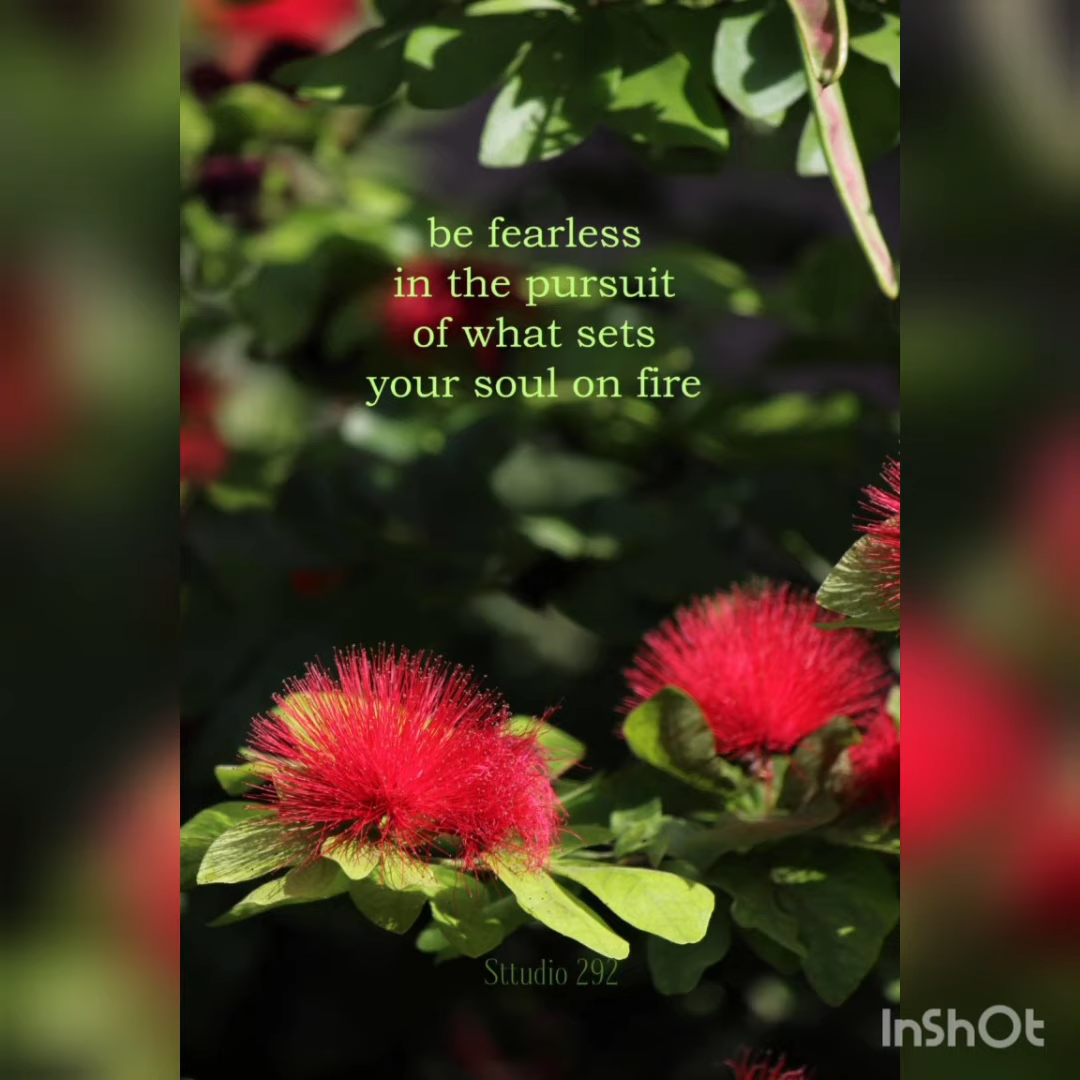 be fearless
in the pursuit
of what sets
your soul on fire
Sttudio 292
InShOt